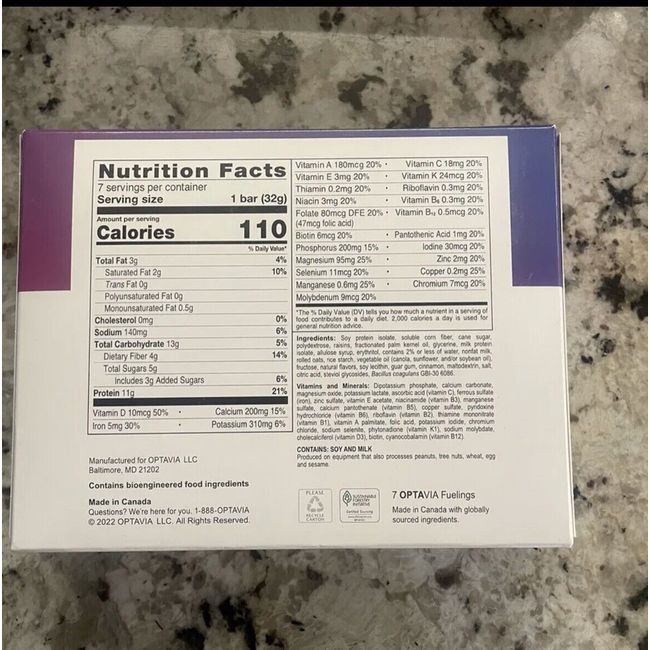 Nutrition Facts
7 servings per container
Serving size 1 bar (32g)
Amount per serving
Calories 110
% Daily Value*
Total Fat 3g 4%
Saturated Fat 2g 10%
Trans Fat 0g
Polyunsaturated Fat 0g
Monounsaturated Fat 0.5g
Cholesterol 0mg 0%
Sodium 140mg 6%
Total Carbohydrate 13g 5%
Dietary Fiber 4g 14%
Total Sugars 5g
Includes 3g Added Sugars 6%
Protein 11g 21%
Vitamin D 10mcg 50% • Calcium 200mg 15%
Iron 5mg 30% • Potassium 310mg 6%
Vitamin A 180mcg 20% • Vitamin C 18mg 20%
Vitamin E 3mg 20% • Vitamin K 24mcg 20%
Thiamin 0.2mg 20% • Riboflavin 0.3mg 20%
Niacin 3mg 20% • Vitamin B₆ 0.3mg 20%
Folate 80mcg DFE 20% • Vitamin B₁₂ 0.5mcg 20%
(47mcg folic acid)
Biotin 6mcg 20% • Pantothenic Acid 1mg 20%
Phosphorus 200mg 15% • Iodine 30mcg 20%
Magnesium 95mg 25% • Zinc 2mg 20%
Selenium 11mcg 20% • Copper 0.2mg 25%
Manganese 0.6mg 25% • Chromium 7mcg 20%
Molybdenum 9mcg 20%
*The % Daily Value (DV) tells you how much a nutrient in a serving of
food contributes to a daily diet. 2,000 calories a day is used for
general nutrition advice.
Ingredients: Soy protein isolate, soluble corn fiber, cane sugar,
polydextrose, raisins, fractionated palm kernel oil, glycerine, milk protein
isolate, allulose syrup, erythritol, contains 2% or less of water, nonfat milk,
rolled oats, rice starch, vegetable oil (canola, sunflower, and/or soybean oil),
fructose, natural flavors, soy lecithin, guar gum, cinnamon, maltodextrin, salt,
citric acid, steviol glycosides, Bacillus coagulans GBI-30 6086.
Vitamins and Minerals: Dipotassium phosphate, calcium carbonate,
magnesium oxide, potassium lactate, ascorbic acid (vitamin C), ferrous sulfate
(iron), zinc sulfate, vitamin E acetate, niacinamide (vitamin B3), manganese
sulfate, calcium pantothenate (vitamin B5), copper sulfate, pyridoxine
hydrochloride (vitamin B6), riboflavin (vitamin B2), thiamine mononitrate
(vitamin B1), vitamin A palmitate, folic acid, potassium iodide, chromium
chloride, sodium selenite, phytonadione (vitamin K1), sodium molybdate,
cholecalciferol (vitamin D3), biotin, cyanocobalamin (vitamin B12).
CONTAINS: SOY AND MILK
Produced on equipment that also processes peanuts, tree nuts, wheat, egg
and sesame.
Manufactured for OPTAVIA LLC
Baltimore, MD 21202
Contains bioengineered food ingredients
Made in Canada
Questions? We're here for you. 1-888-OPTAVIA
© 2022 OPTAVIA LLC. All Rights Reserved.
PLEASE
RECYCLE
CARTON
SUSTAINABLE
FORESTRY
INITIATIVE
Certified Sourcing
7 OPTAVIA Fuelings
Made in Canada with globally
sourced ingredients.